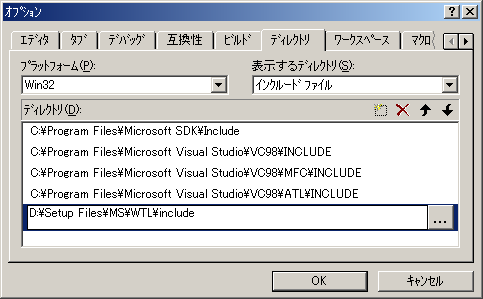 オプション
エディタ タブ デバッグ 互換性 ビルド ディレクトリ ワークスペース マクロ
プラットフォーム(P): 表示するディレクトリ(S):
Win32 インクルード ファイル
ディレクトリ(D):
C:¥Program Files¥Microsoft SDK¥Include
C:¥Program Files¥Microsoft Visual Studio¥VC98¥INCLUDE
C:¥Program Files¥Microsoft Visual Studio¥VC98¥MFC¥INCLUDE
C:¥Program Files¥Microsoft Visual Studio¥VC98¥ATL¥INCLUDE
D:¥Setup Files¥MS¥WTL¥include ...
OK キャンセル